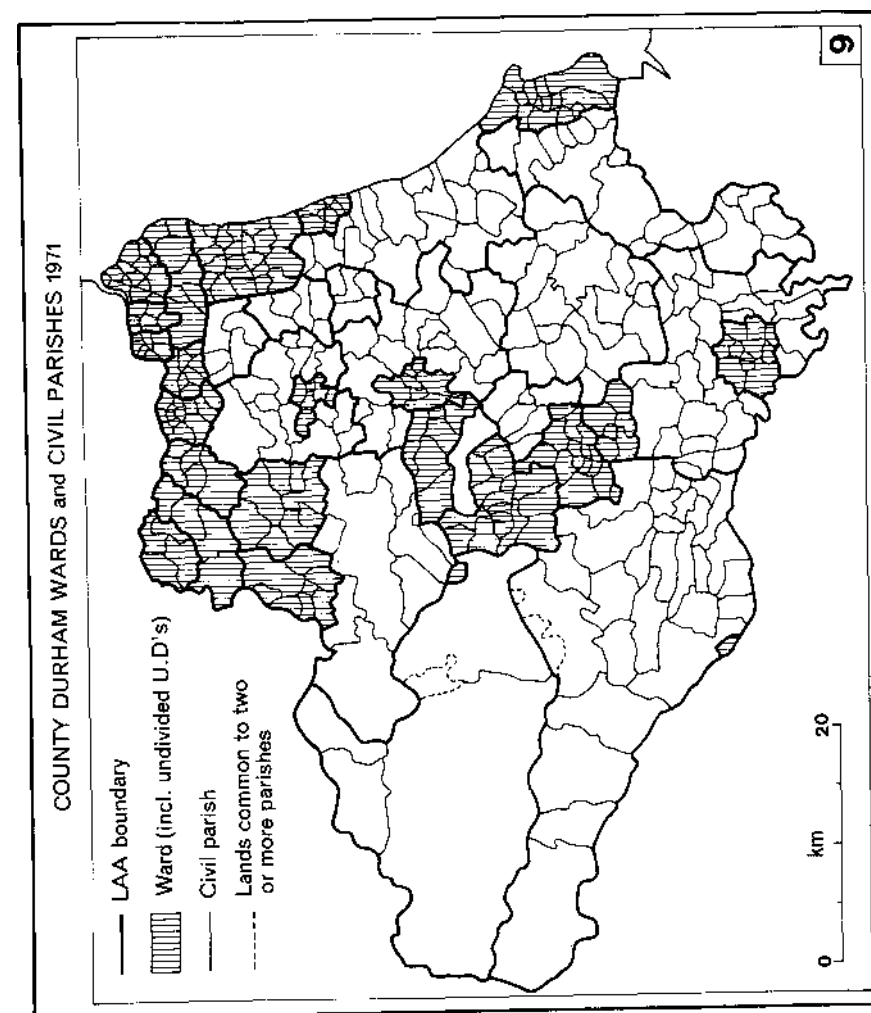 COUNTY DURHAM WARDS and CIVIL PARISHES 1971
LAA boundary
Ward (incl. undivided U.D's)
Civil parish
Lands common to two
or more parishes
0 km 20
9